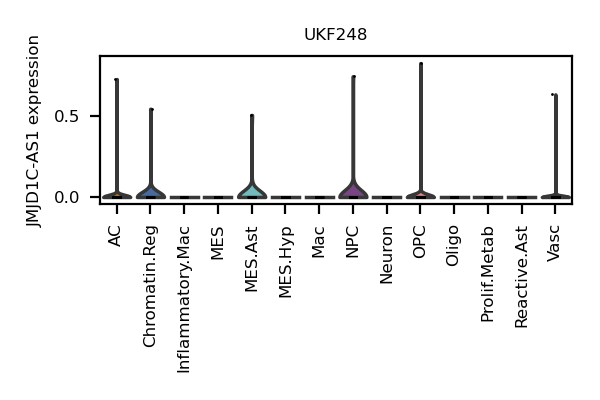 UKF248
JMJD1C-AS1 expression
0.5
0.0
AC
Chromatin.Reg
Inflammatory.Mac
MES
MES.Ast
MES.Hyp
Mac
NPC
Neuron
OPC
Oligo
Prolif.Metab
Reactive.Ast
Vasc